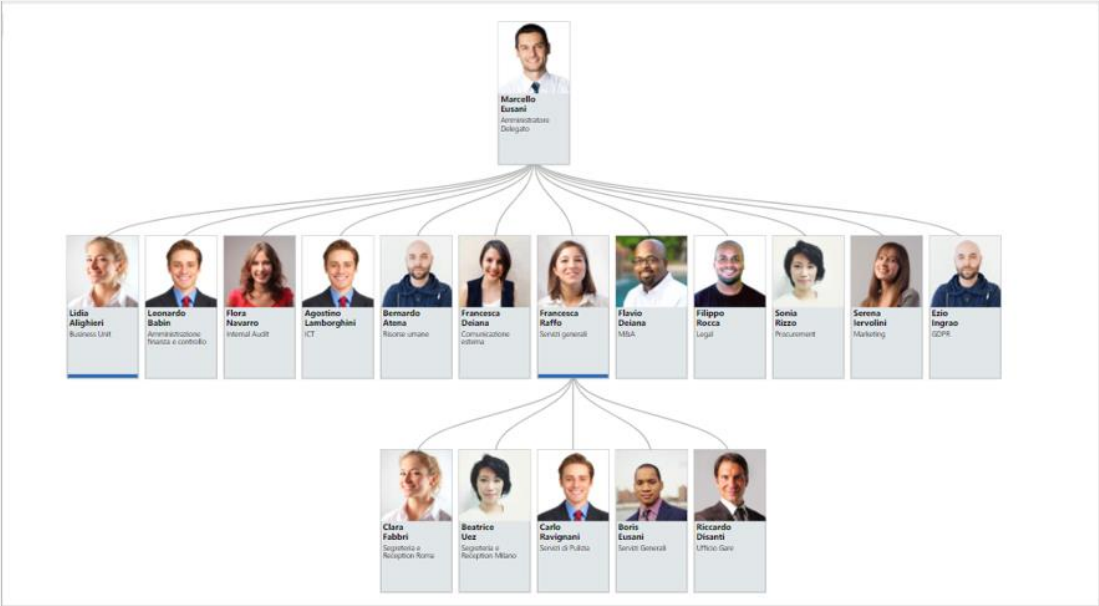 Marcello
Eusani
Amministratore
Delegato
Lidia
Alighieri
Business Unit
Leonardo
Babin
Amministrazione
finanza e controllo
Flora
Navarro
Internal Audit
Agostino
Lamborghini
ICT
Bernardo
Atena
Risorse umane
Francesca
Deiana
Comunicazione
esterna
Francesca
Raffo
Servizi generali
Flavio
Deiana
M&A
Filippo
Rocca
Legal
Sonia
Rizzo
Procurement
Serena
Iervolini
Marketing
Ezio
Ingrao
GDPR
Clara
Fabbri
Segreteria e
Reception Roma
Beatrice
Uez
Segreteria e
Reception Milano
Carlo
Ravignani
Servizi di Pulizia
Boris
Eusani
Servizi Generali
Riccardo
Disanti
Ufficio Gare